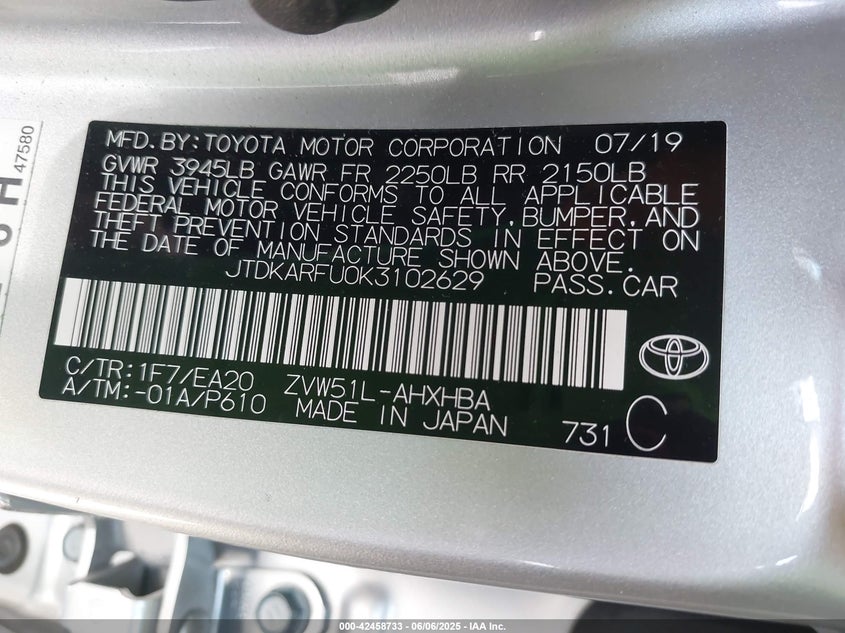 MFD.BY:TOYOTA MOTOR CORPORATION 07/19
GVWR 3945LB GAWR FR 2250LB RR 2150LB
THIS VEHICLE CONFORMS TO ALL APPLICABLE
FEDERAL MOTOR VEHICLE SAFETY,BUMPER,AND
THEFT PREVENTION STANDARDS IN EFFECT ON
THE DATE OF MANUFACTURE SHOWN ABOVE.
JTDKARFU0K3102629 PASS.CAR
C/TR:1F7/EA20 ZVW51L-AHXHBA
A/TM:-01A/P610 MADE IN JAPAN
731 C
47580
000-42458733 - 06/06/2025 - IAA Inc.